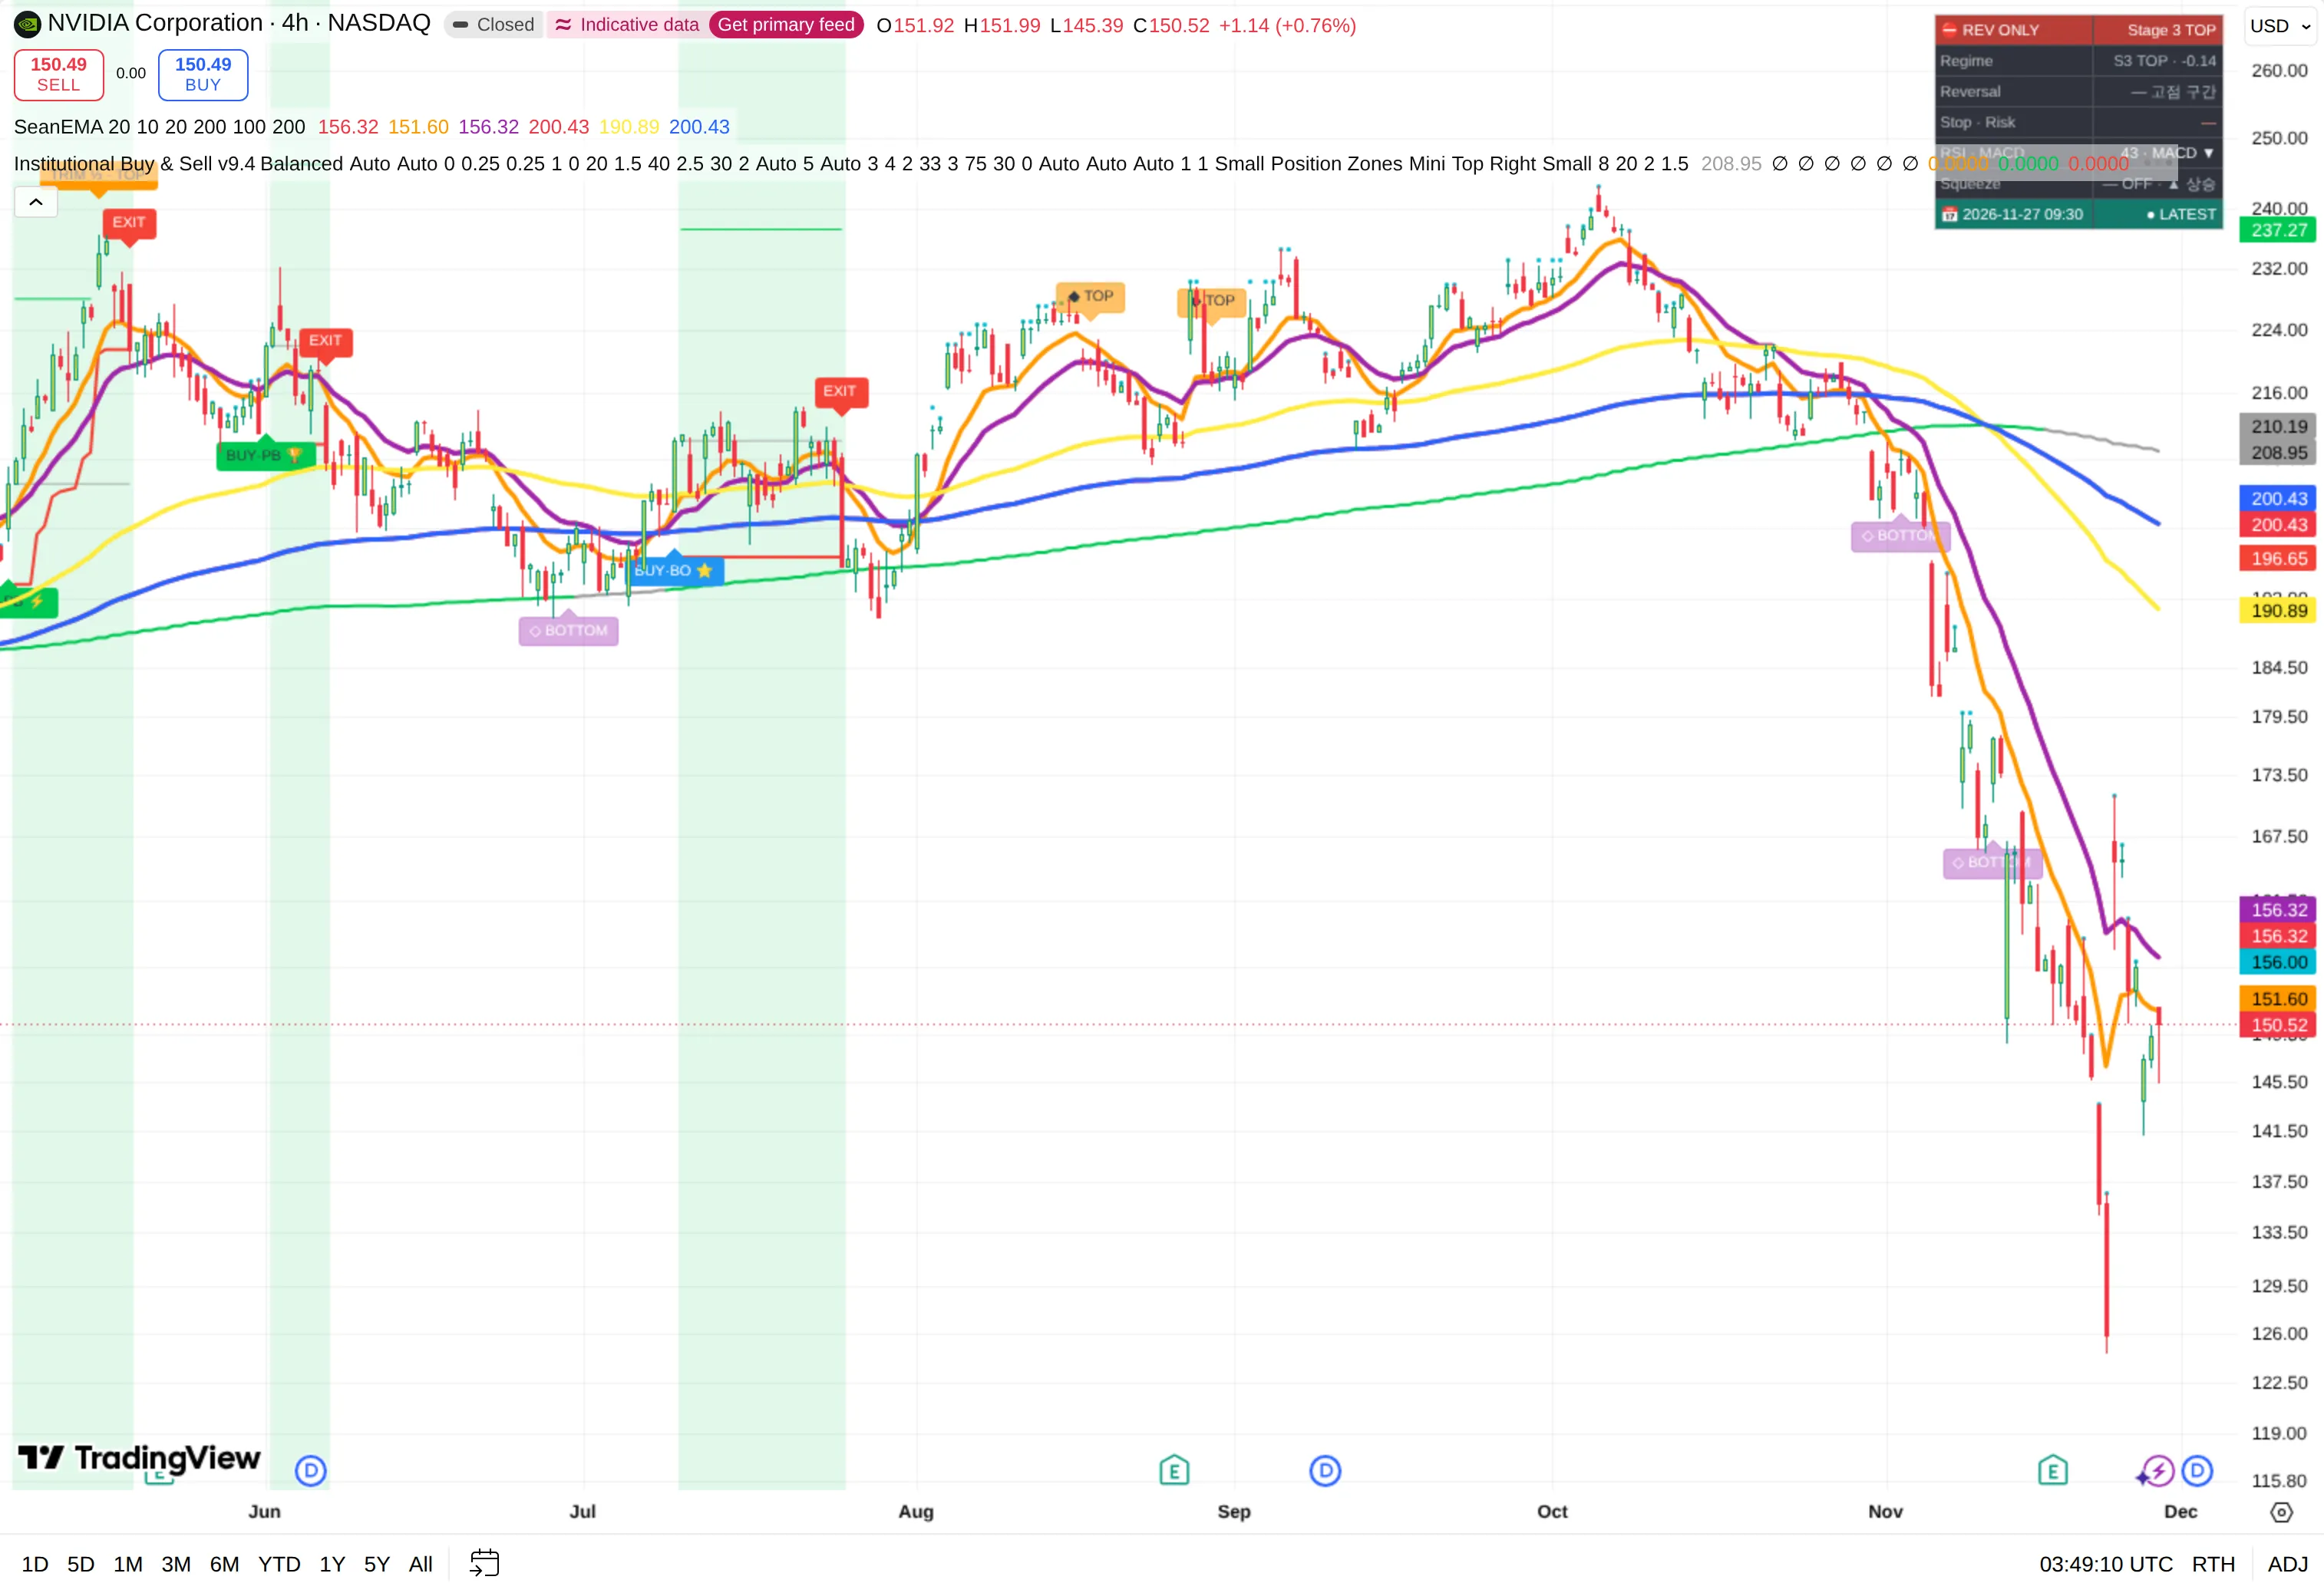 NVIDIA Corporation · 4h · NASDAQ Closed Indicative data Get primary feed O151.92 H151.99 L145.39 C150.52 +1.14 (+0.76%)
150.49 SELL 0.00 150.49 BUY
SeanEMA 20 10 20 200 100 200 156.32 151.60 156.32 200.43 190.89 200.43
Institutional Buy & Sell v9.4 Balanced Auto Auto 0 0.25 0.25 1 0 20 1.5 40 2.5 30 2 Auto 5 Auto 3 4 2 33 3 75 30 0 Auto Auto Auto 1 1 Small Position Zones Mini Top Right Small 8 20 2 1.5 208.95 ∅ ∅ ∅ ∅ ∅ ∅ 0.0000 0.0000 0.0000
REV ONLY Stage 3 TOP
Regime S3 TOP · -0.14
Reversal — 고점 구간
Stop · Risk —
RSI · MACD 43 · MACD ▼
Squeeze — OFF · ▲ 상승
2026-11-27 09:30 ● LATEST
USD
EXIT
EXIT
BUY-PB
EXIT
BUY-BO
◇ BOTTOM
◆ TOP
TOP
◇ BOTTOM
◇ BOTTOM
260.00
250.00
240.00
237.27
232.00
224.00
216.00
210.19
208.95
200.43
200.43
196.65
190.89
184.50
179.50
173.50
167.50
156.32
156.32
156.00
151.60
150.52
145.50
141.50
137.50
133.50
129.50
126.00
122.50
119.00
115.80
TradingView
E D E D E D
Jun Jul Aug Sep Oct Nov Dec
1D 5D 1M 3M 6M YTD 1Y 5Y All 03:49:10 UTC RTH ADJ